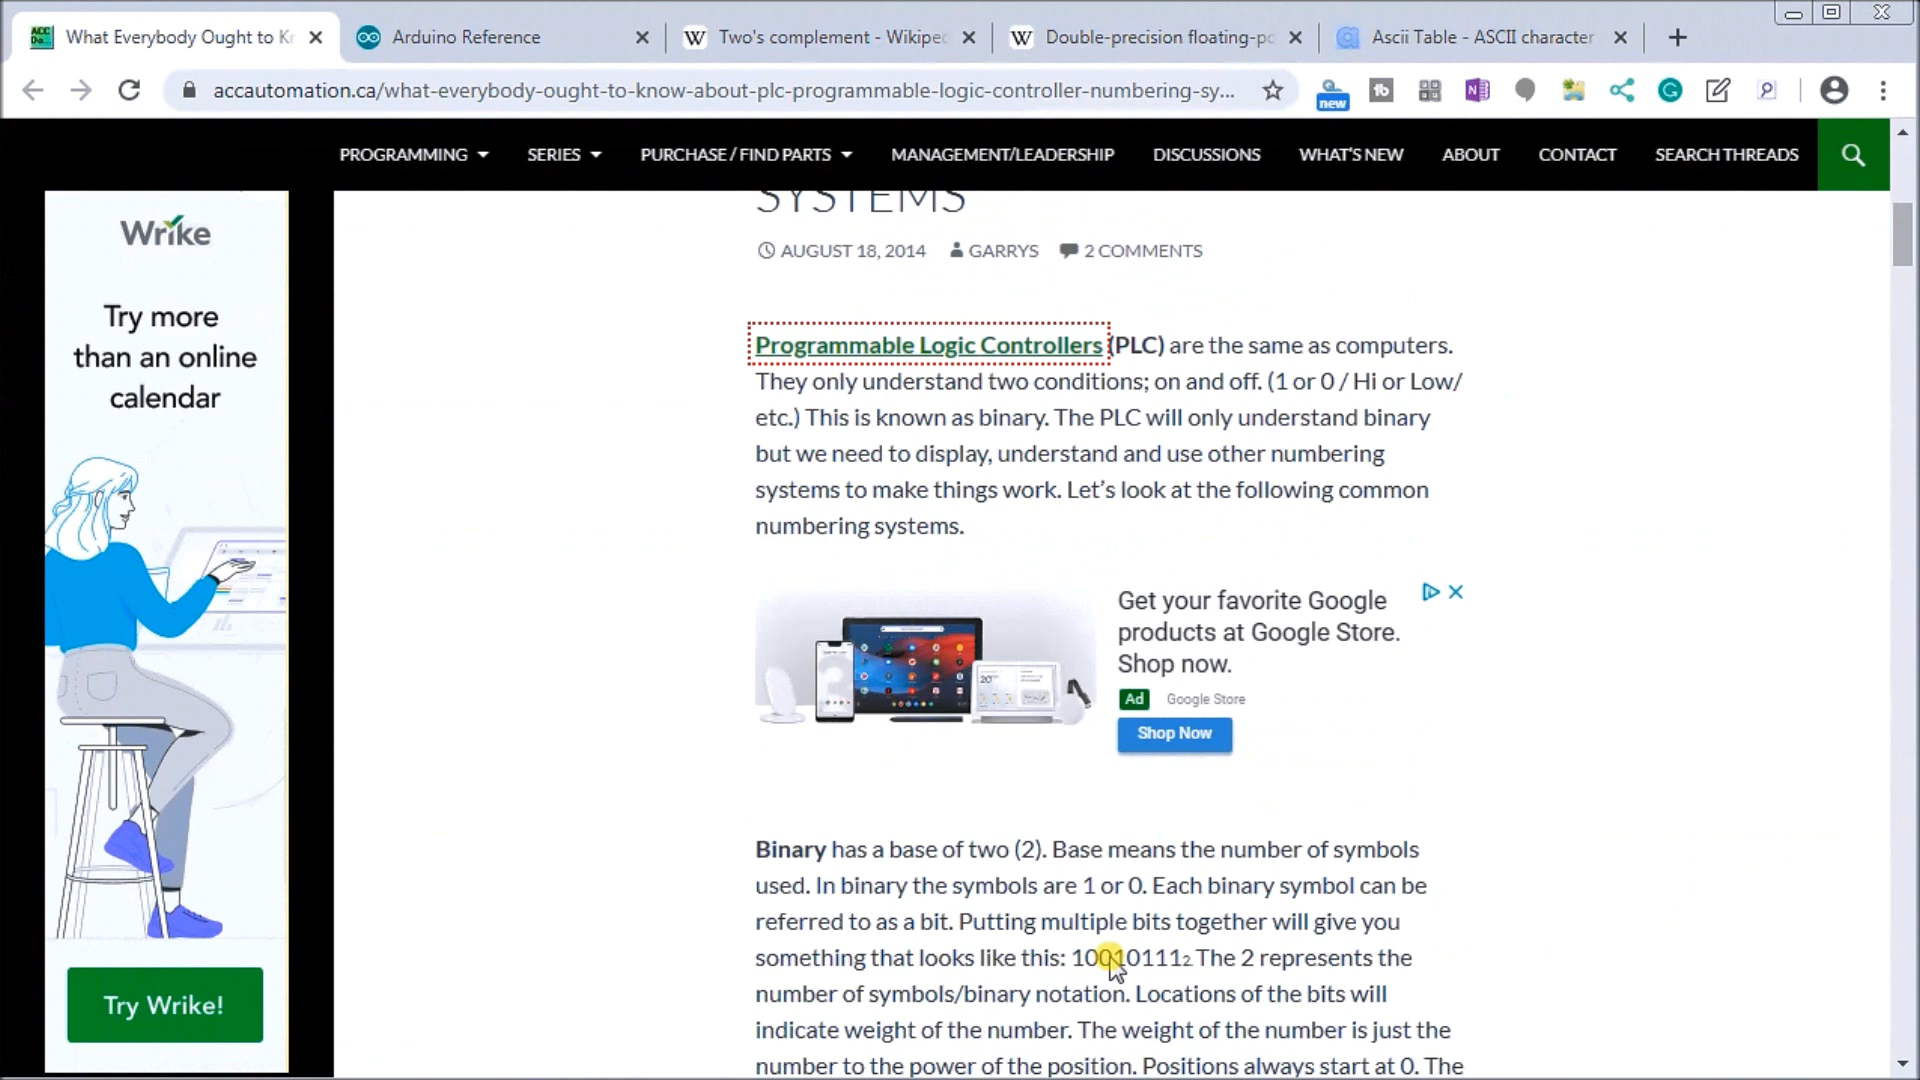 What Everybody Ought to Kn
Arduino Reference
Two's complement - Wikiped
Double-precision floating-po
Ascii Table - ASCII character
accautomation.ca/what-everybody-ought-to-know-about-plc-programmable-logic-controller-numbering-sy...
new
PROGRAMMING
SERIES
PURCHASE / FIND PARTS
MANAGEMENT/LEADERSHIP
DISCUSSIONS
WHAT'S NEW
ABOUT
CONTACT
SEARCH THREADS
Wrike
Try more
than an online
calendar
Try Wrike!
SYSTEMS
AUGUST 18, 2014 GARRYS 2 COMMENTS
Programmable Logic Controllers (PLC) are the same as computers.
They only understand two conditions; on and off. (1 or 0 / Hi or Low/
etc.) This is known as binary. The PLC will only understand binary
but we need to display, understand and use other numbering
systems to make things work. Let’s look at the following common
numbering systems.
Get your favorite Google
products at Google Store.
Shop now.
Ad Google Store
Shop Now
Binary has a base of two (2). Base means the number of symbols
used. In binary the symbols are 1 or 0. Each binary symbol can be
referred to as a bit. Putting multiple bits together will give you
something that looks like this: 10010111₂ The 2 represents the
number of symbols/binary notation. Locations of the bits will
indicate weight of the number. The weight of the number is just the
number to the power of the position. Positions always start at 0. The